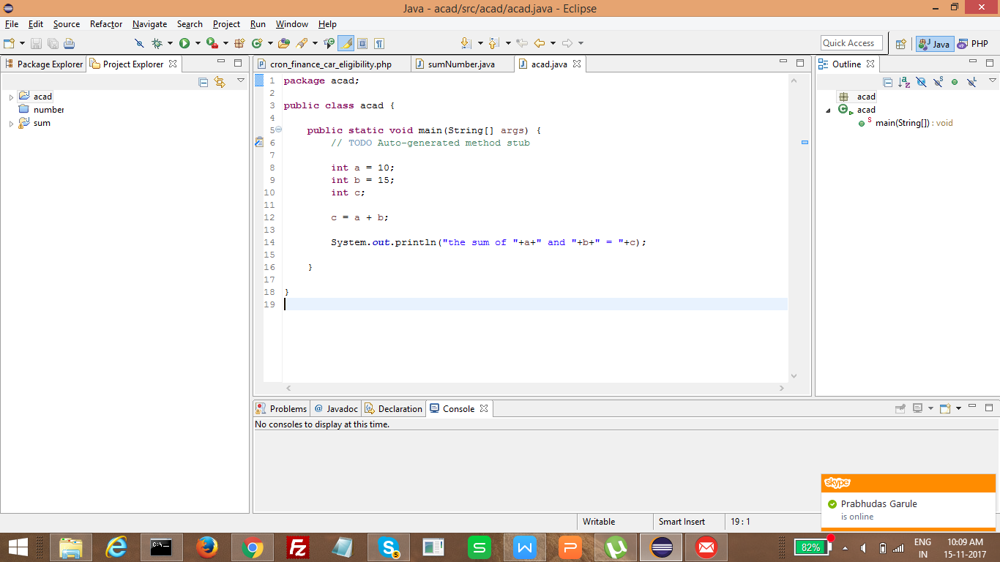 Java - acad/src/acad/acad.java - Eclipse
File Edit Source Refactor Navigate Search Project Run Window Help
Quick Access
Java
PHP
Package Explorer
Project Explorer
acad
number
sum
cron_finance_car_eligibility.php
sumNumber.java
acad.java
1 package acad;
2
3 public class acad {
4
5 public static void main(String[] args) {
6 // TODO Auto-generated method stub
7
8 int a = 10;
9 int b = 15;
10 int c;
11
12 c = a + b;
13
14 System.out.println("the sum of "+a+" and "+b+" = "+c);
15
16 }
17
18 }
19
Outline
acad
acad
main(String[]) : void
Problems
@ Javadoc
Declaration
Console
No consoles to display at this time.
skype
Prabhudas Garule
is online
Writable
Smart Insert
19 : 1
C:\_
Fz
S 5
S
W
P
82%
ENG
IN
10:09 AM
15-11-2017